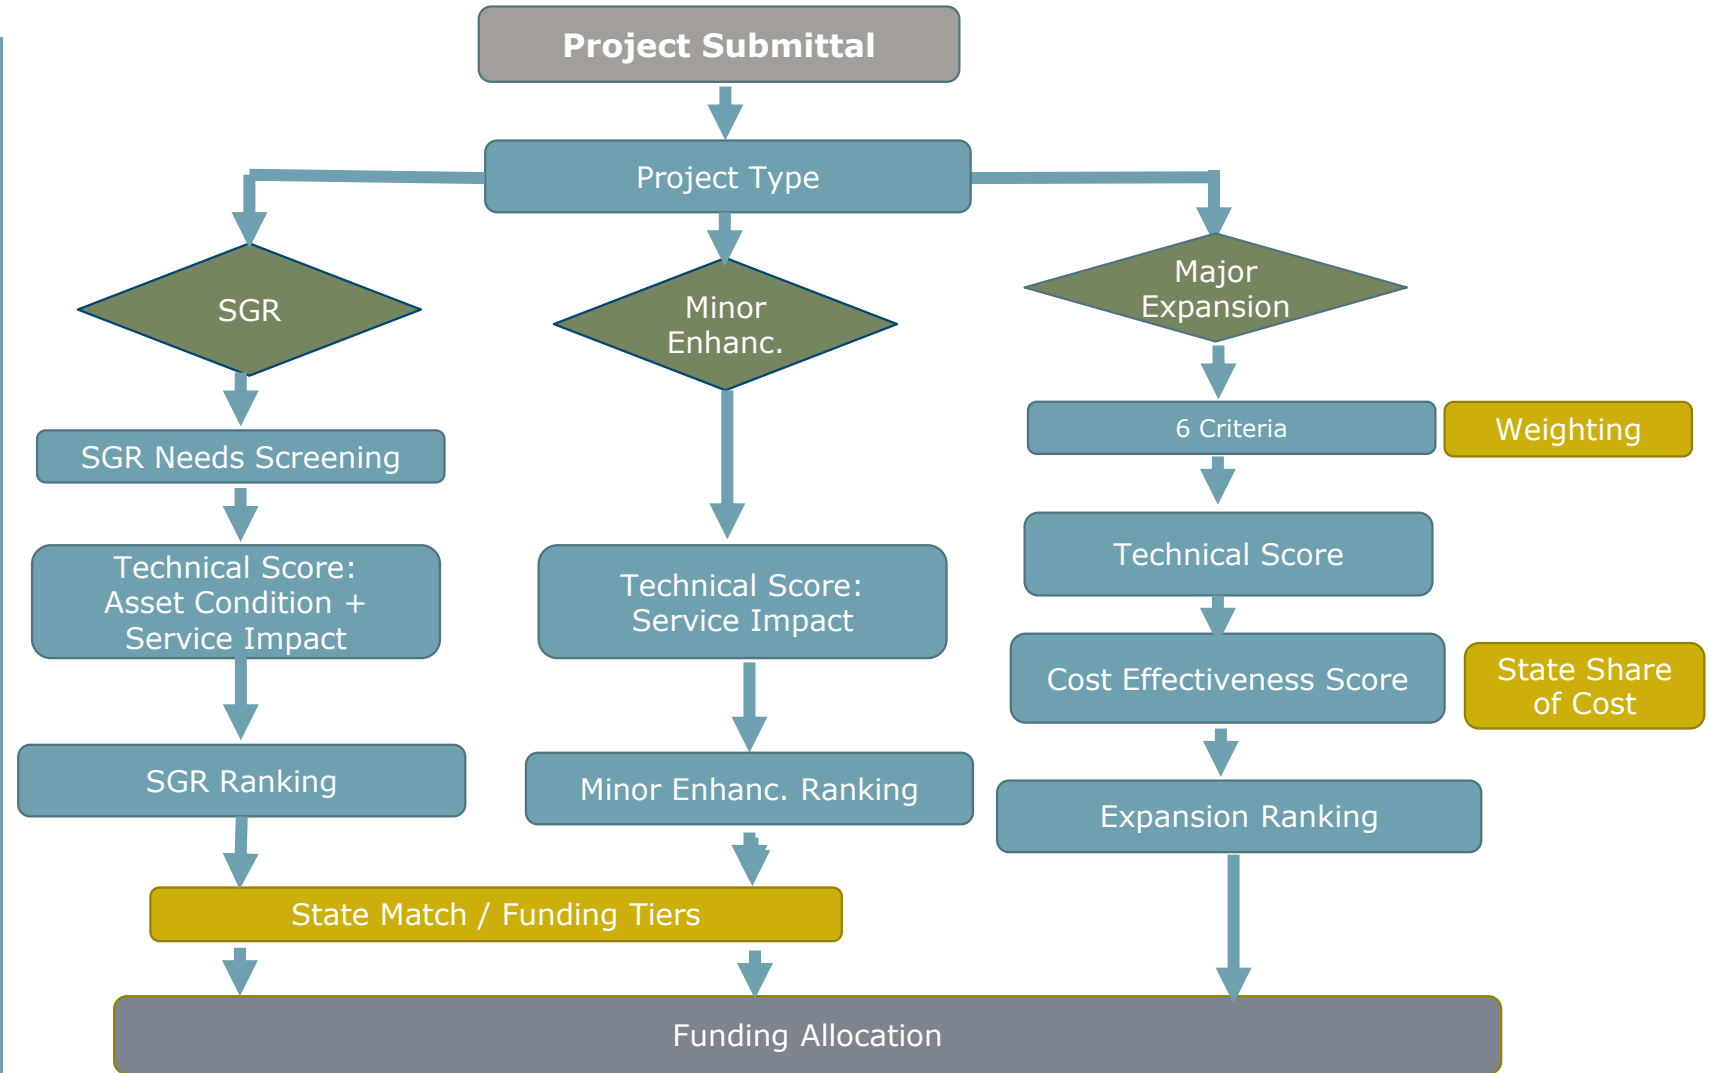 Project Submittal
Project Type
SGR
Minor
Enhanc.
Major
Expansion
SGR Needs Screening
6 Criteria
Weighting
Technical Score:
Asset Condition +
Service Impact
Technical Score:
Service Impact
Technical Score
Cost Effectiveness Score
State Share
of Cost
SGR Ranking
Minor Enhanc. Ranking
Expansion Ranking
State Match / Funding Tiers
Funding Allocation